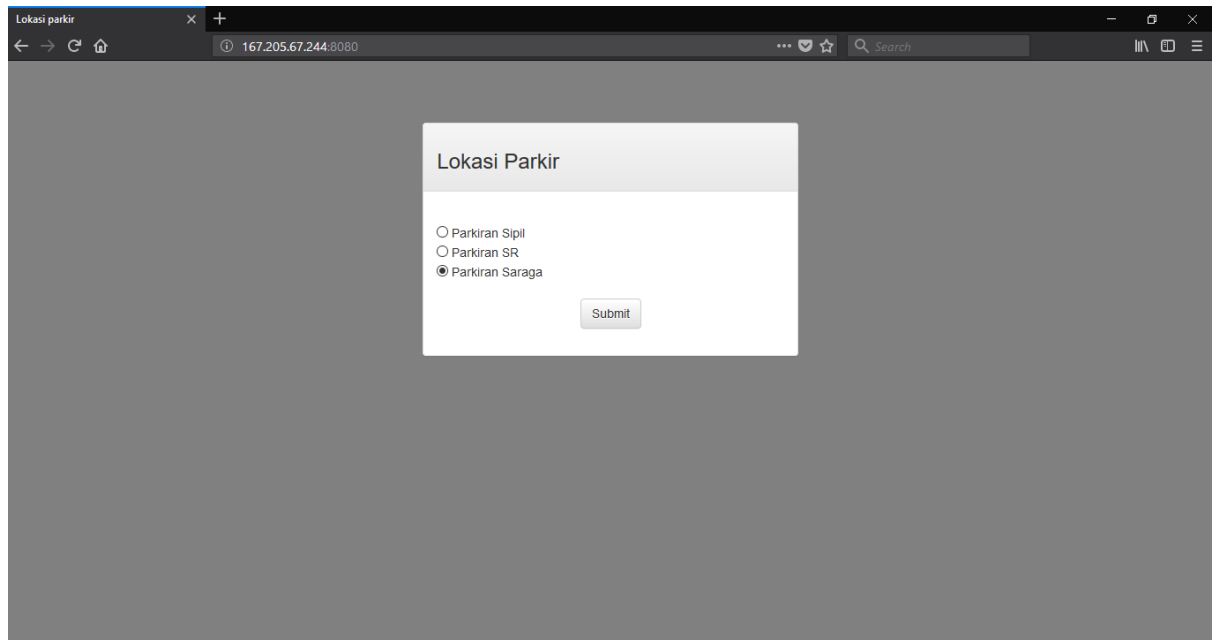 Lokasi parkir
167.205.67.244:8080
Search
Lokasi Parkir
Parkiran Sipil
Parkiran SR
Parkiran Saraga
Submit